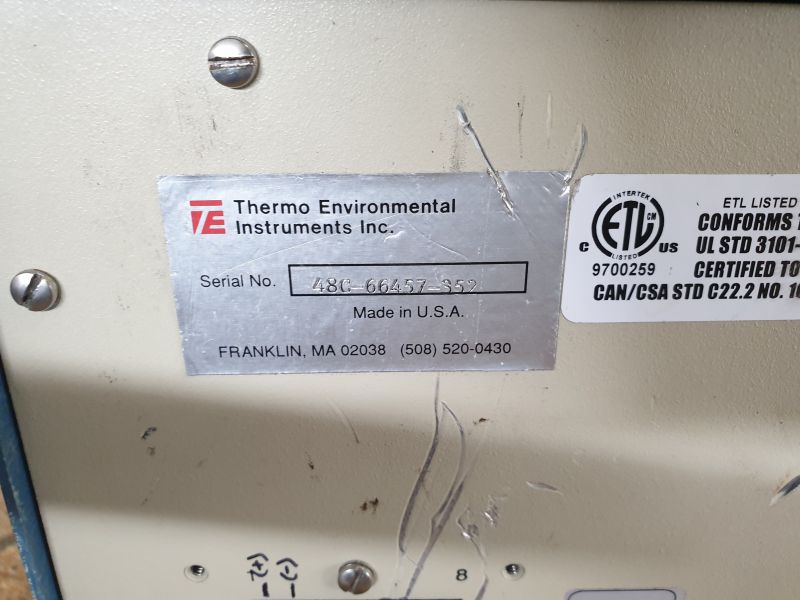 TE Thermo Environmental
Instruments Inc.
Serial No. 48C-66457-352
Made in U.S.A.
FRANKLIN, MA 02038 (508) 520-0430
INTERTEK
ETL CM
LISTED
C US
9700259
ETL LISTED
CONFORMS
UL STD 3101-
CERTIFIED TO
CAN/CSA STD C22.2 NO.
(+)
(-)
8